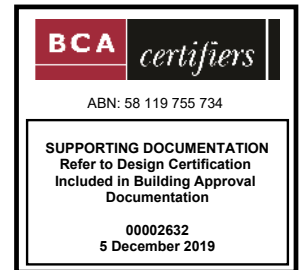 BCA
certifiers
ABN: 58 119 755 734
SUPPORTING DOCUMENTATION
Refer to Design Certification
Included in Building Approval
Documentation
00002632
5 December 2019